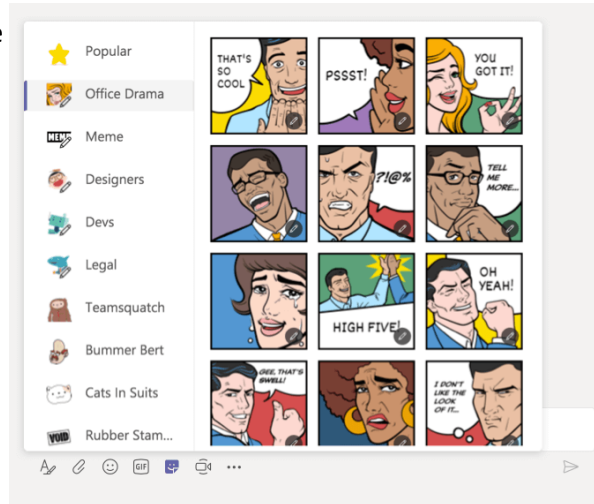 e
Popular
Office Drama
MEME Meme
Designers
Devs
Legal
Teamsquatch
Bummer Bert
Cats In Suits
VOID Rubber Stam...
THAT'S
SO
COOL
PSSST!
YOU
GOT IT!
?!@%
TELL
ME
MORE...
HIGH FIVE!
OH
YEAH!
GEE, THAT'S
SWELL!
I DON'T
LIKE THE
LOOK
OF IT...
GIF